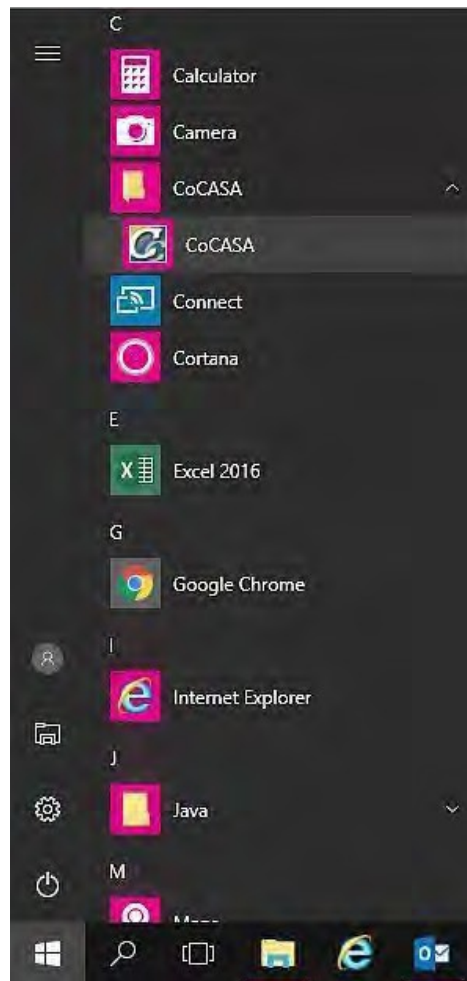 C
Calculator
Camera
CoCASA
CoCASA
Connect
Cortana
E
Excel 2016
G
Google Chrome
I
Internet Explorer
J
Java
M